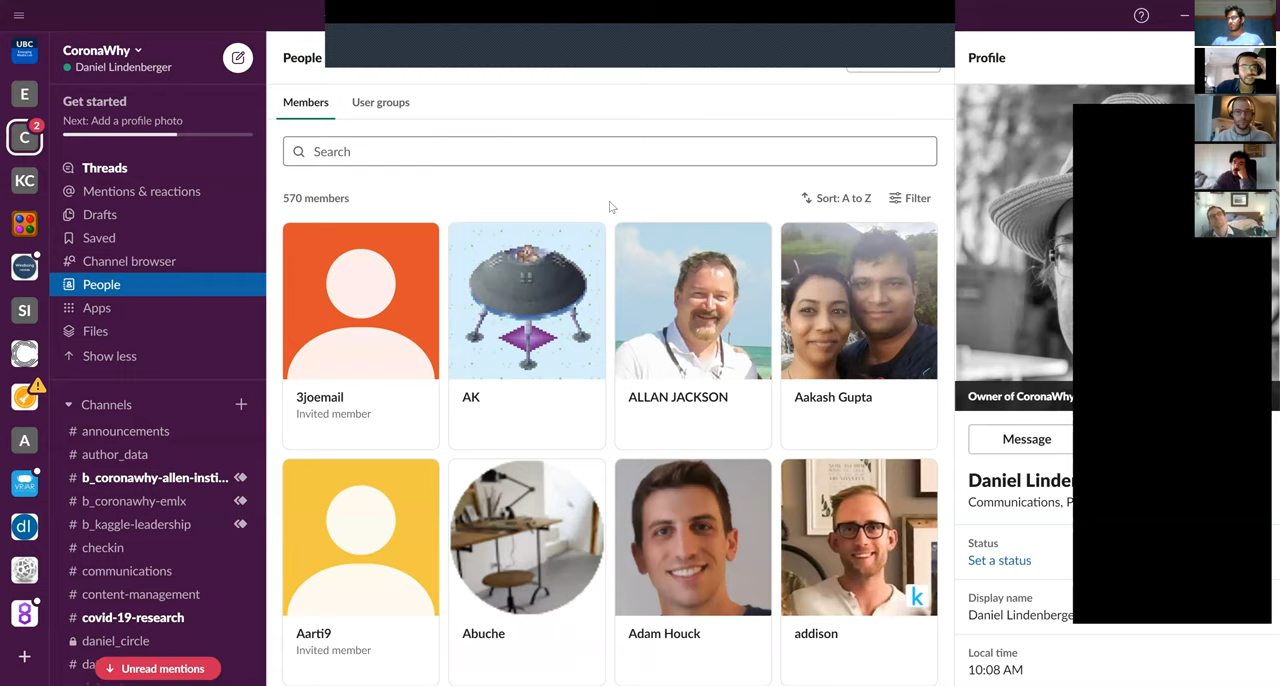 UBC
CoronaWhy
Daniel Lindenberger
Get started
Next: Add a profile photo
E
C
2
KC
SI
A
dl
Threads
Mentions & reactions
Drafts
Saved
Channel browser
People
Apps
Files
Show less
Channels
# announcements
# author_data
# b_coronawhy-allen-insti...
# b_coronawhy-emlx
# b_kaggle-leadership
# checkin
# communications
# content-management
# covid-19-research
daniel_circle
# da
Unread mentions
People
Members
User groups
Search
570 members
Sort: A to Z
Filter
3joemail
Invited member
AK
ALLAN JACKSON
Aakash Gupta
Aarti9
Invited member
Abuche
Adam Houck
addison
k
Profile
Owner of CoronaWhy
Message
Daniel Linde
Communications, P
Status
Set a status
Display name
Daniel Lindenberge
Local time
10:08 AM